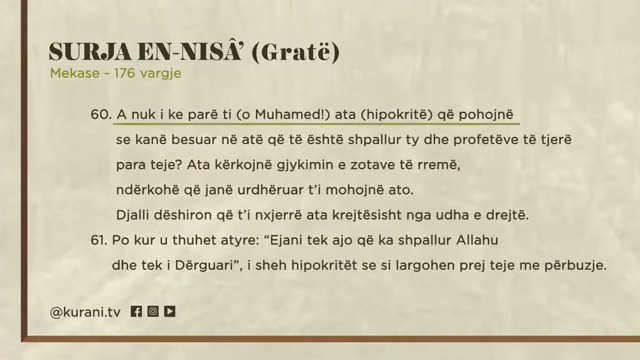 SURJA EN-NISÂ’ (Gratë)
Mekase - 176 vargje
60. A nuk i ke parë ti (o Muhamed!) ata (hipokritë) që pohojnë
se kanë besuar në atë që të është shpallur ty dhe profetëve të tjerë
para teje? Ata kërkojnë gjykimin e zotave të rremë,
ndërkohë që janë urdhëruar t’i mohojnë ato.
Djalli dëshiron që t’i nxjerrë ata krejtësisht nga udha e drejtë.
61. Po kur u thuhet atyre: “Ejani tek ajo që ka shpallur Allahu
dhe tek i Dërguari”, i sheh hipokritët se si largohen prej teje me përbuzje.
@kurani.tv